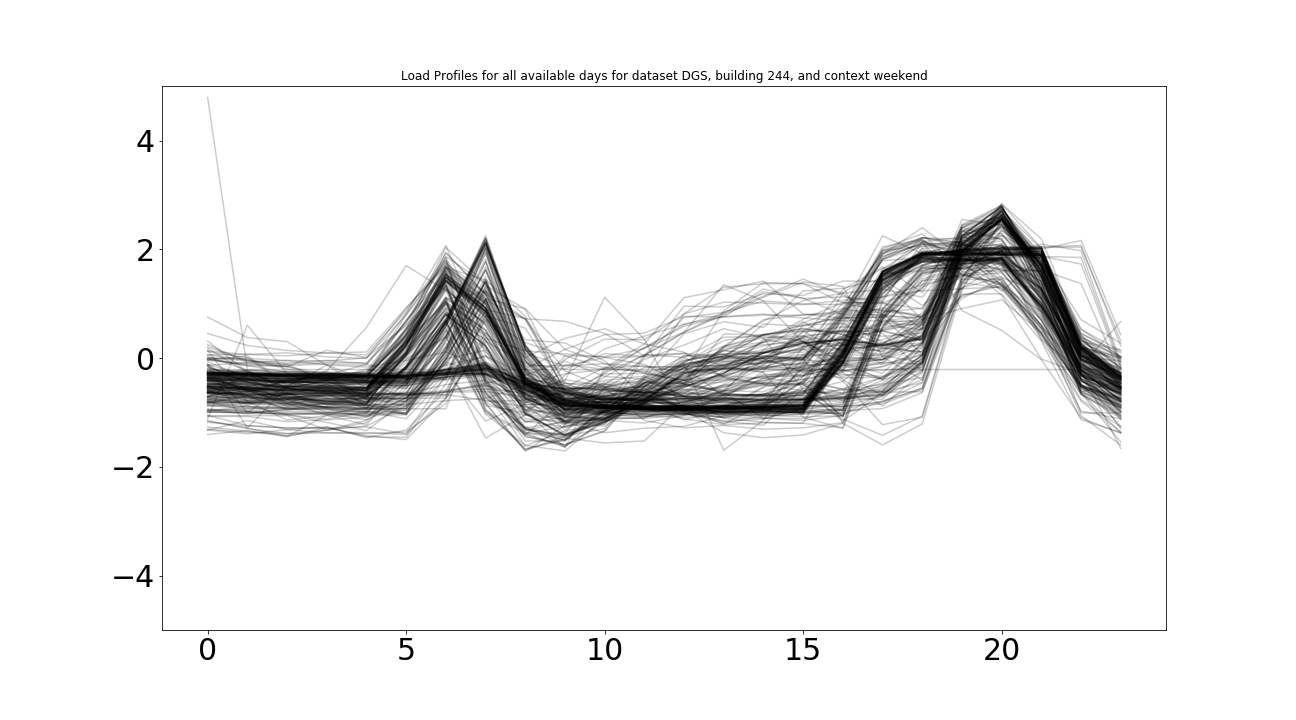 Load Profiles for all available days for dataset DGS, building 244, and context weekend
4
2
0
−2
−4
0 5 10 15 20